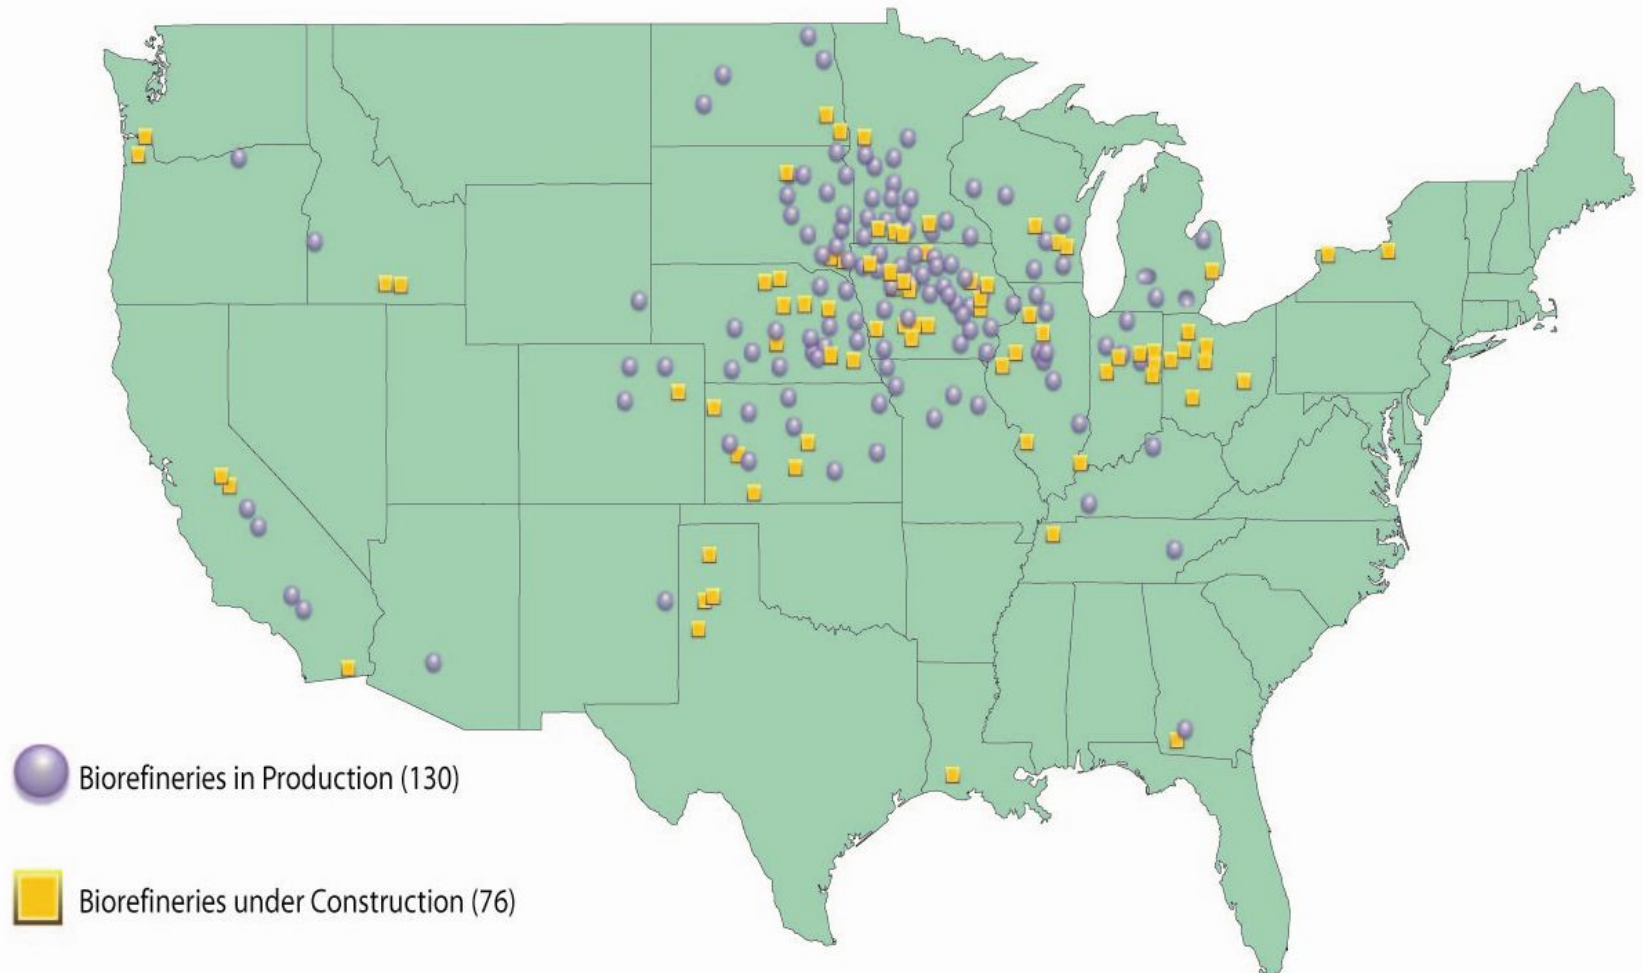 Biorefineries in Production (130)
Biorefineries under Construction (76)